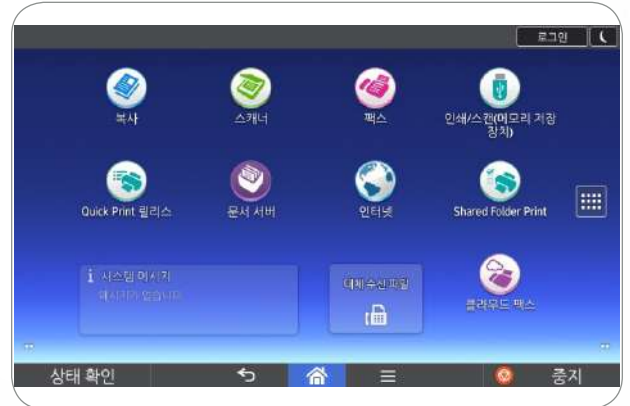 로그인
복사
스캐너
팩스
인쇄/스캔(메모리 저장
장치)
Quick Print 릴리스
문서 서버
인터넷
Shared Folder Print
i 시스템 메시지
메시지가 없습니다.
대체 수신 파일
클라우드 팩스
상태 확인
중지